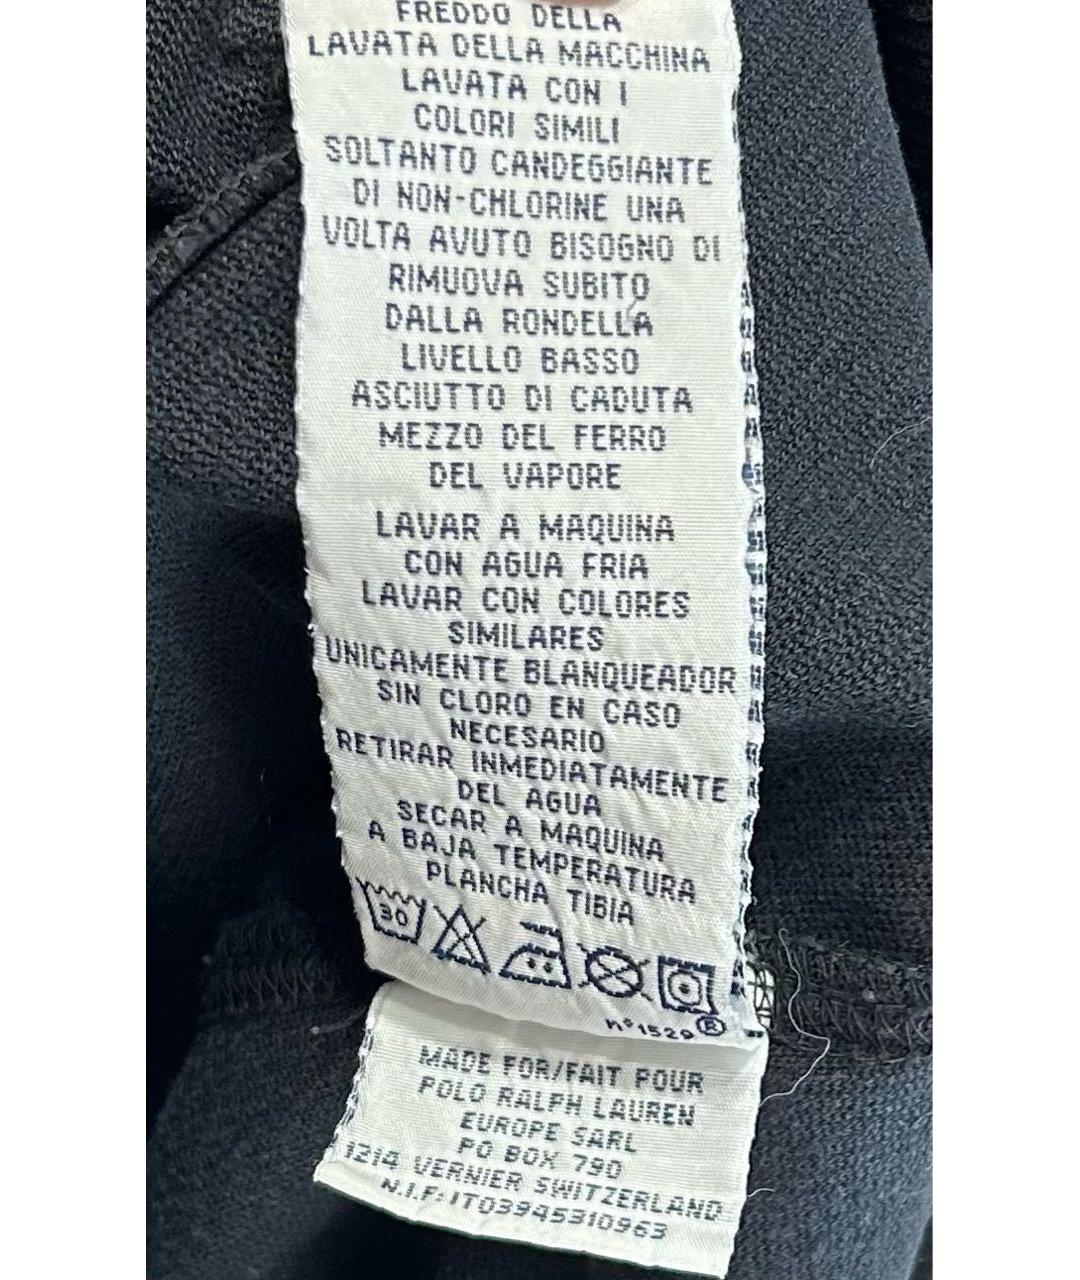 FREDDO DELLA
LAVATA DELLA MACCHINA
LAVATA CON I
COLORI SIMILI
SOLTANTO CANDEGGIANTE
DI NON-CHLORINE UNA
VOLTA AVUTO BISOGNO DI
RIMUOVA SUBITO
DALLA RONDELLA
LIVELLO BASSO
ASCIUTTO DI CADUTA
MEZZO DEL FERRO
DEL VAPORE
LAVAR A MAQUINA
CON AGUA FRIA
LAVAR CON COLORES
SIMILARES
UNICAMENTE BLANQUEADOR
SIN CLORO EN CASO
NECESARIO
RETIRAR INMEDIATAMENTE
DEL AGUA
SECAR A MAQUINA
A BAJA TEMPERATURA
PLANCHA TIBIA
30
n°1529 ®
MADE FOR/FAIT POUR
POLO RALPH LAUREN
EUROPE SARL
PO BOX 790
1214 VERNIER SWITZERLAND
N.I.F: IT03945310963